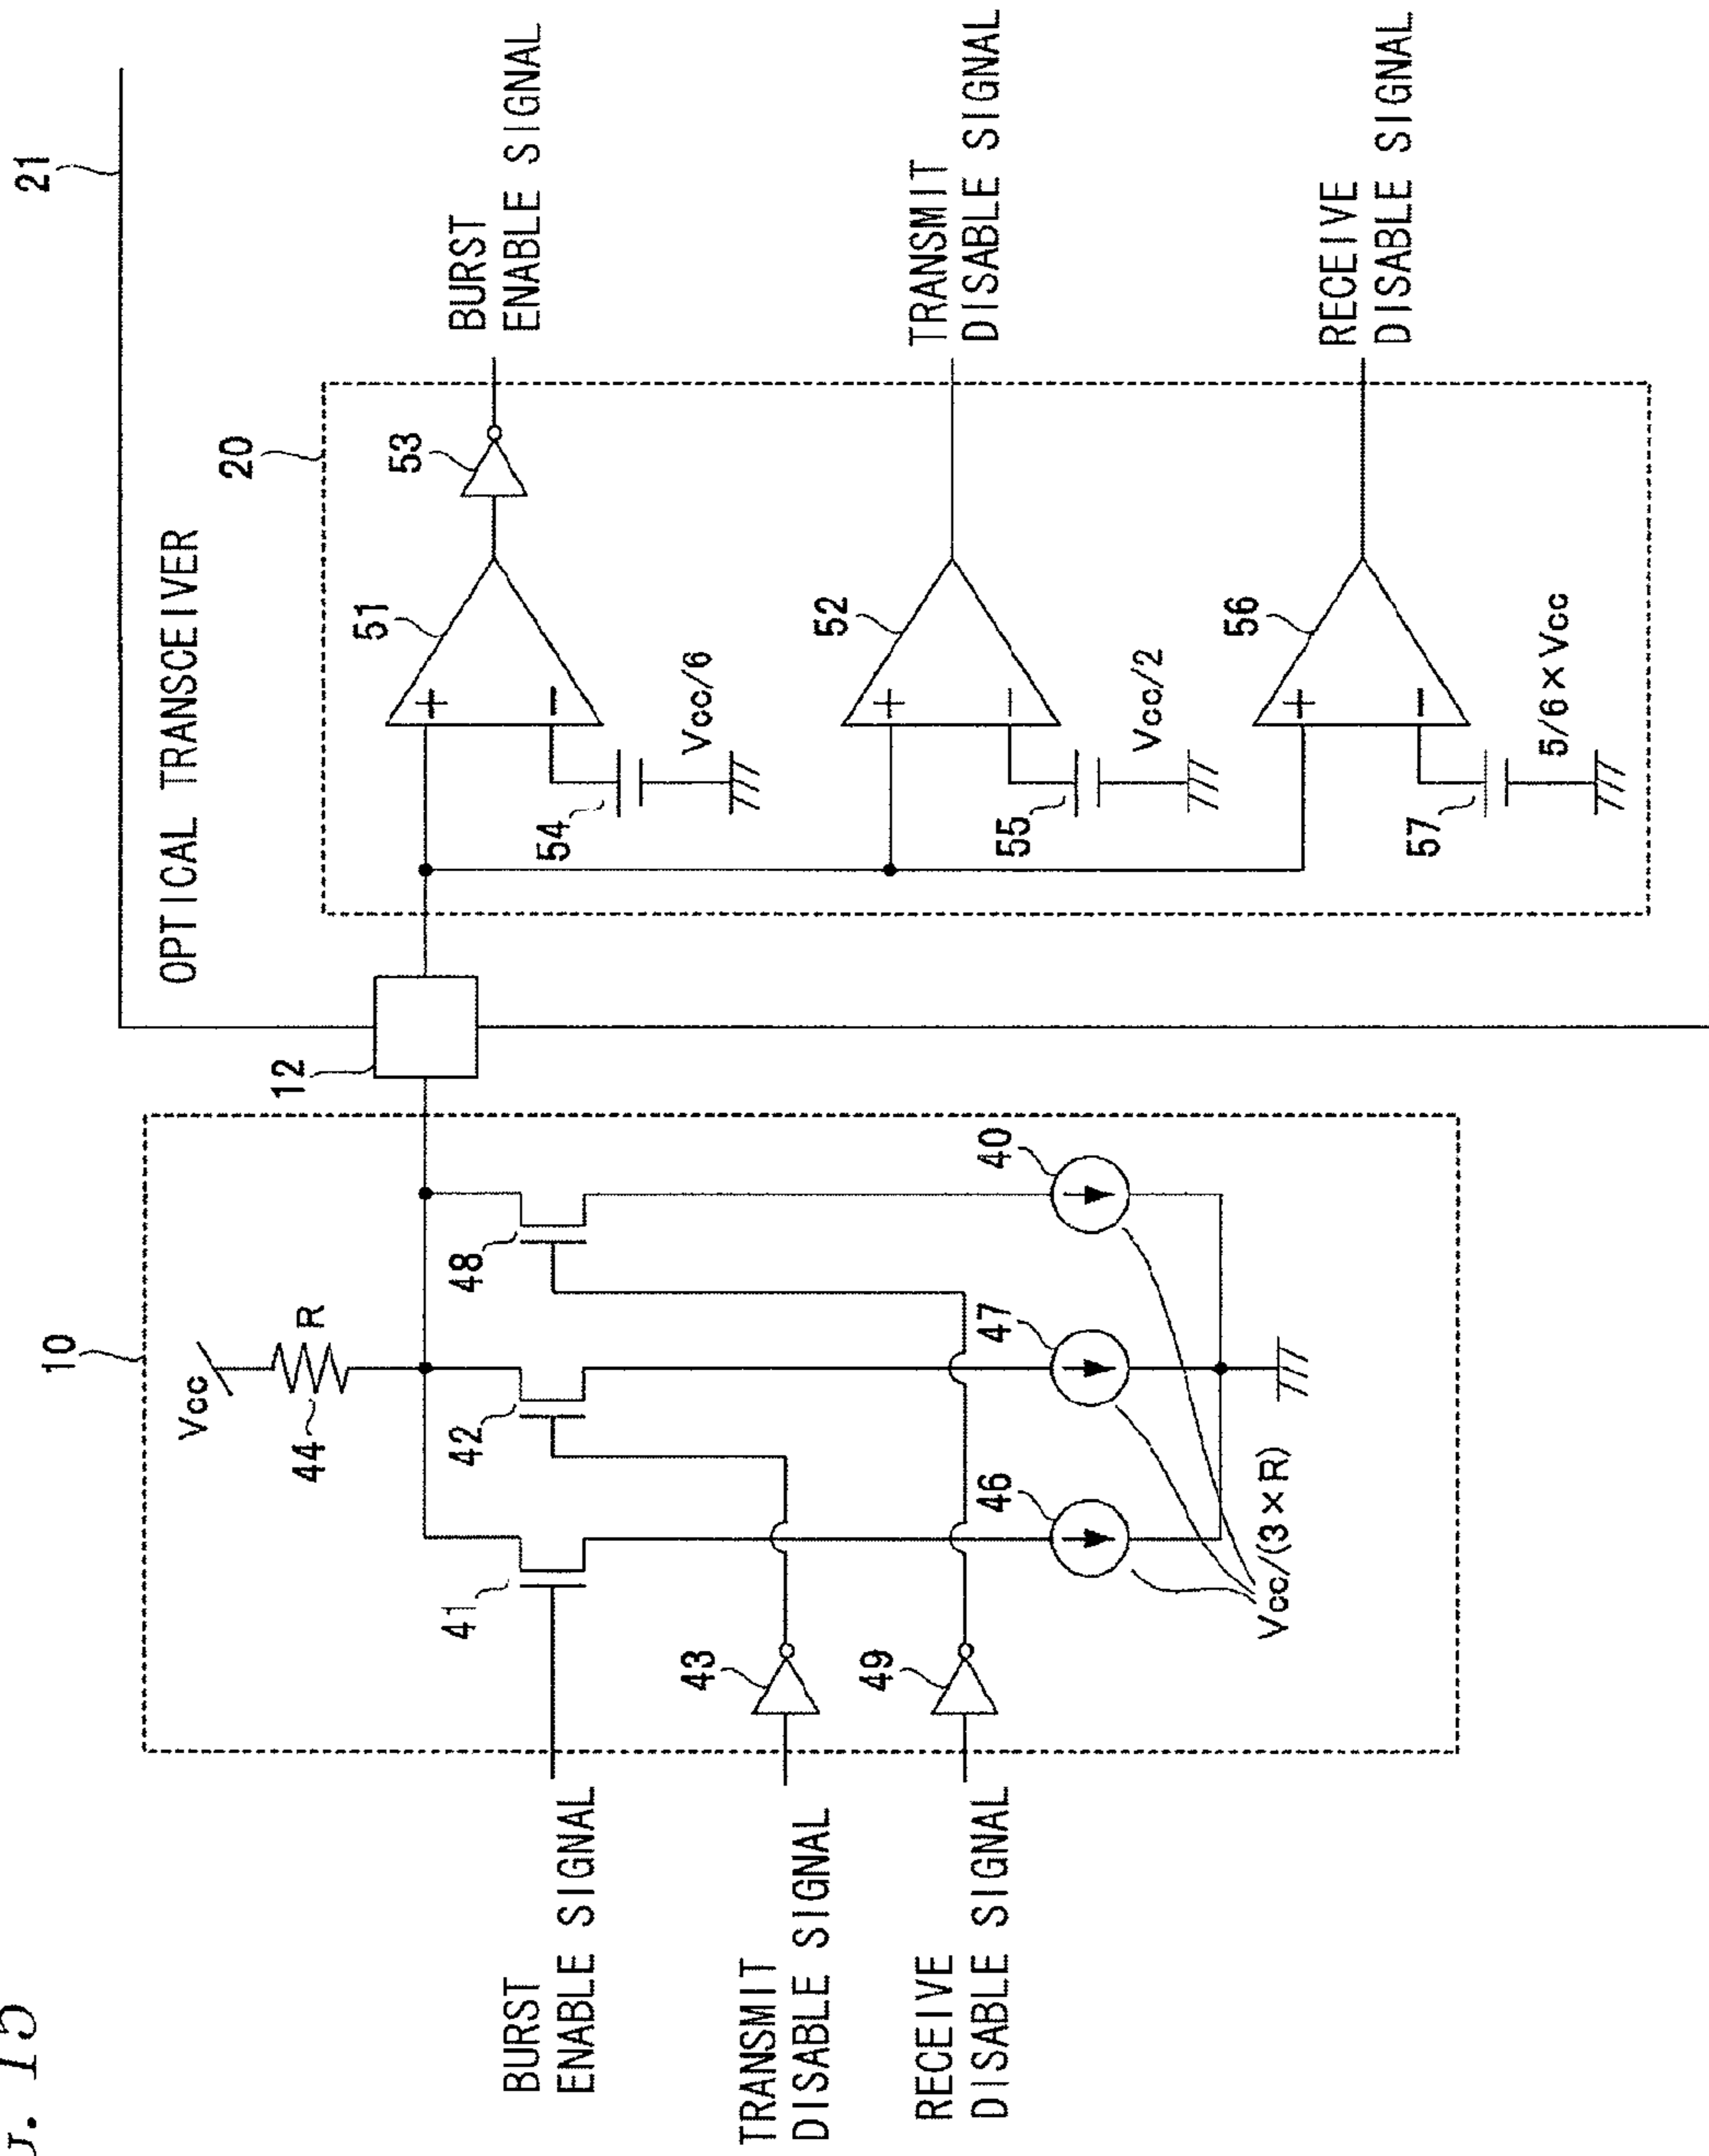 g. 15
10
Vcc
44
R
41
42
48
43
49
46
47
40
Vcc/(3×R)
BURST
ENABLE SIGNAL
TRANSMIT
DISABLE SIGNAL
RECEIVE
DISABLE SIGNAL
12
21
OPTICAL TRANSCEIVER
20
51
+
−
54
Vcc/6
53
52
+
−
55
Vcc/2
56
+
−
57
5/6×Vcc
BURST
ENABLE SIGNAL
TRANSMIT
DISABLE SIGNAL
RECEIVE
DISABLE SIGNAL